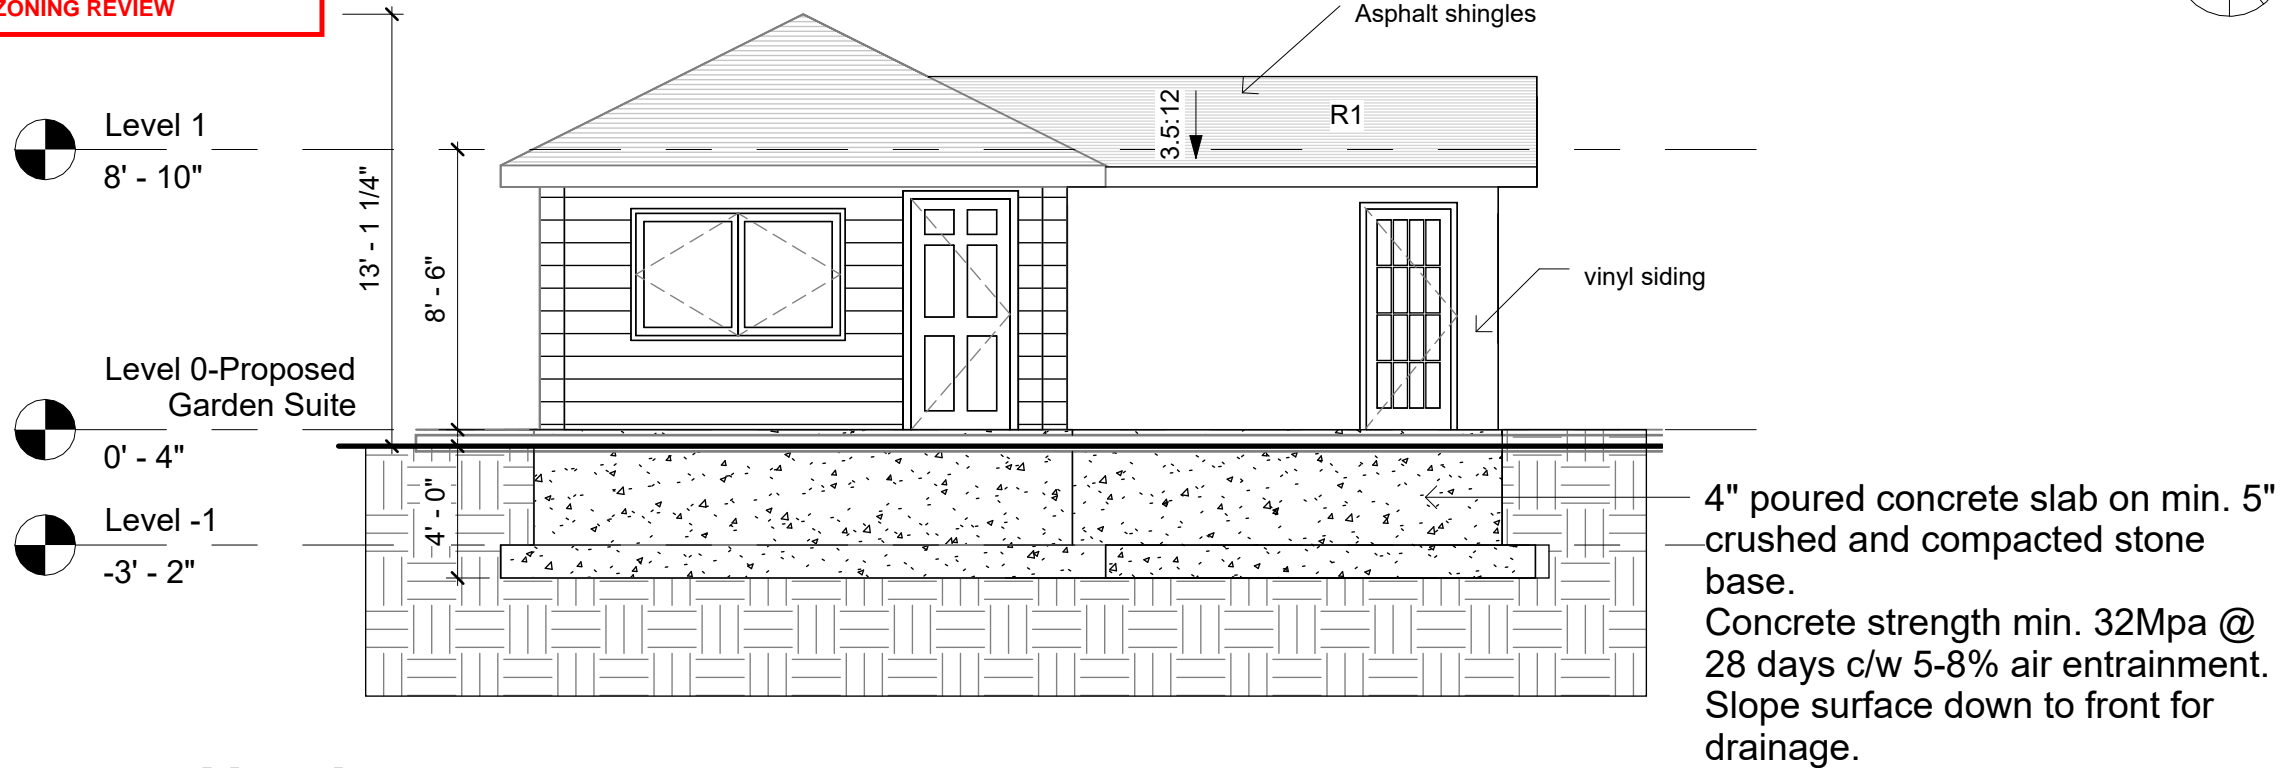 ZONING REVIEW
Asphalt shingles
3.5:12
R1
Level 1
8' - 10"
13' - 1 1/4"
8' - 6"
vinyl siding
Level 0-Proposed
Garden Suite
0' - 4"
4' - 0"
Level -1
-3' - 2"
4" poured concrete slab on min. 5"
crushed and compacted stone
base.
Concrete strength min. 32Mpa @
28 days c/w 5-8% air entrainment.
Slope surface down to front for
drainage.